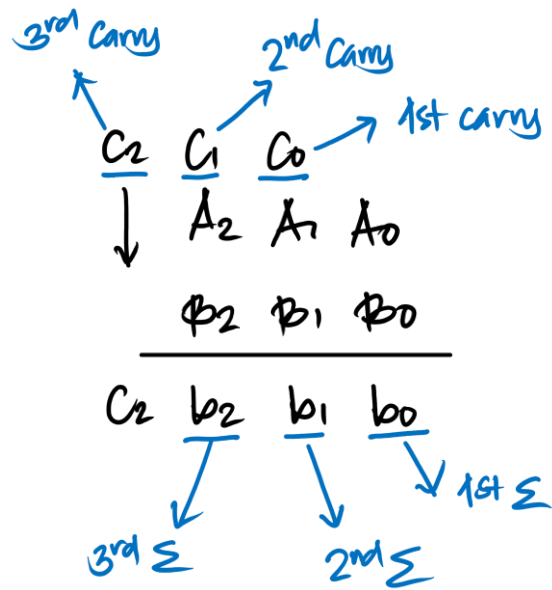 3rd Carry
2nd Carry
1st carry
C2 C1 C0
A2 A1 A0
B2 B1 B0
C2 b2 b1 b0
1st Σ
3rd Σ
2nd Σ